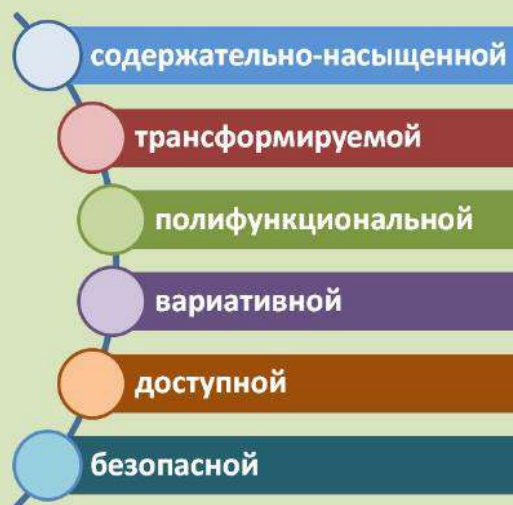 содержательно-насыщенной
трансформируемой
полифункциональной
вариативной
доступной
безопасной